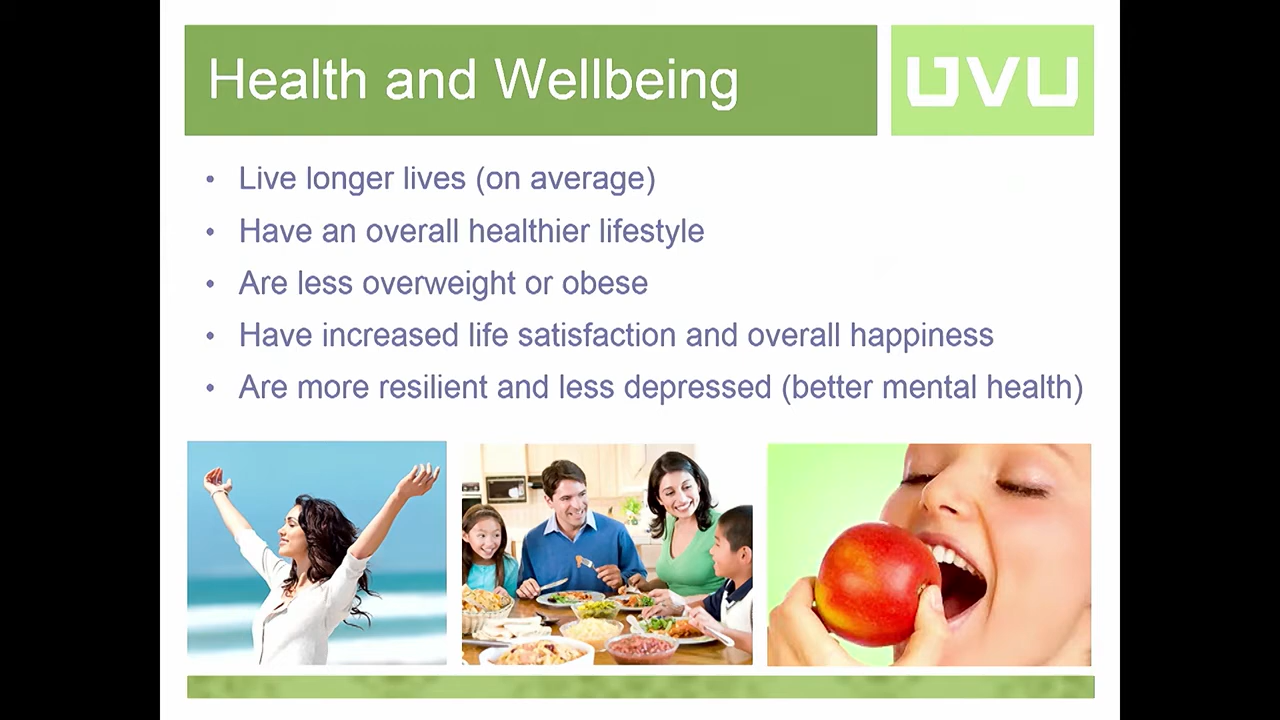 Health and Wellbeing
UVU
• Live longer lives (on average)
• Have an overall healthier lifestyle
• Are less overweight or obese
• Have increased life satisfaction and overall happiness
• Are more resilient and less depressed (better mental health)